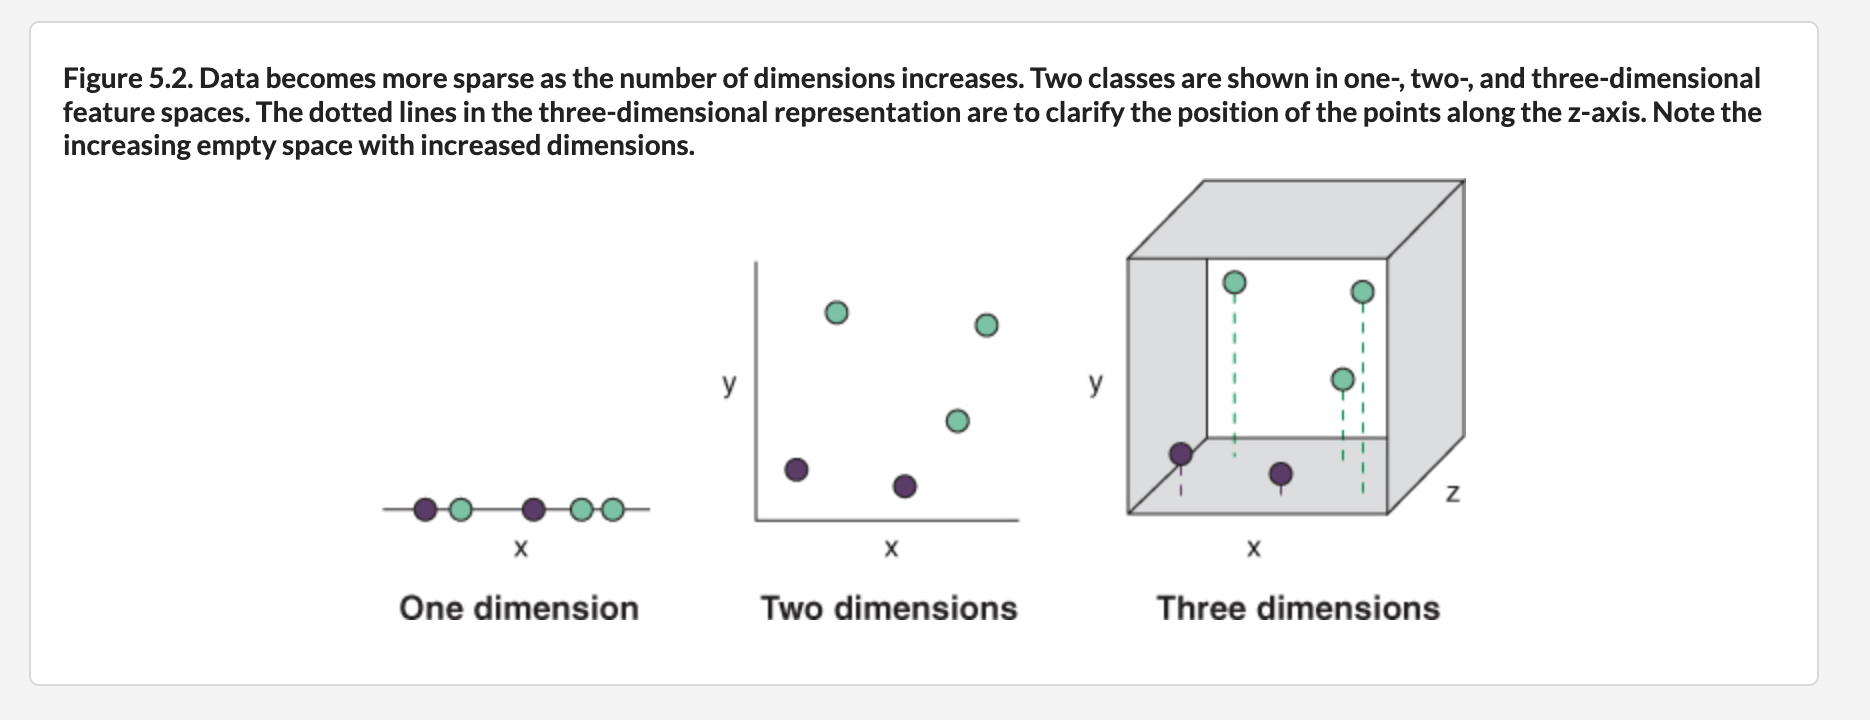 Figure 5.2. Data becomes more sparse as the number of dimensions increases. Two classes are shown in one-, two-, and three-dimensional
feature spaces. The dotted lines in the three-dimensional representation are to clarify the position of the points along the z-axis. Note the
increasing empty space with increased dimensions.
x
One dimension
y
x
Two dimensions
y
z
x
Three dimensions